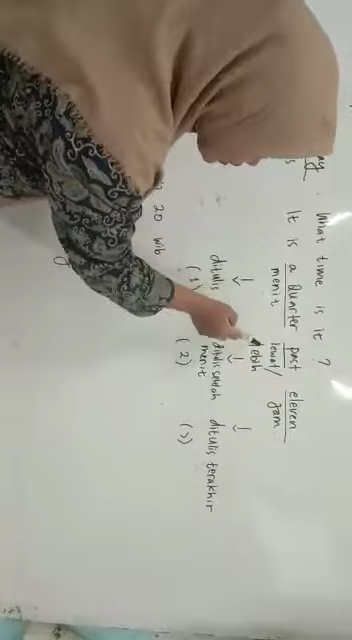 What time is it ?
It is a quarter past eleven
menit lewat/ jam
lebih
↓ ↓ ↓
ditulis ditulis setelah ditulis terakhir
menit
(1) (2)
20 wib